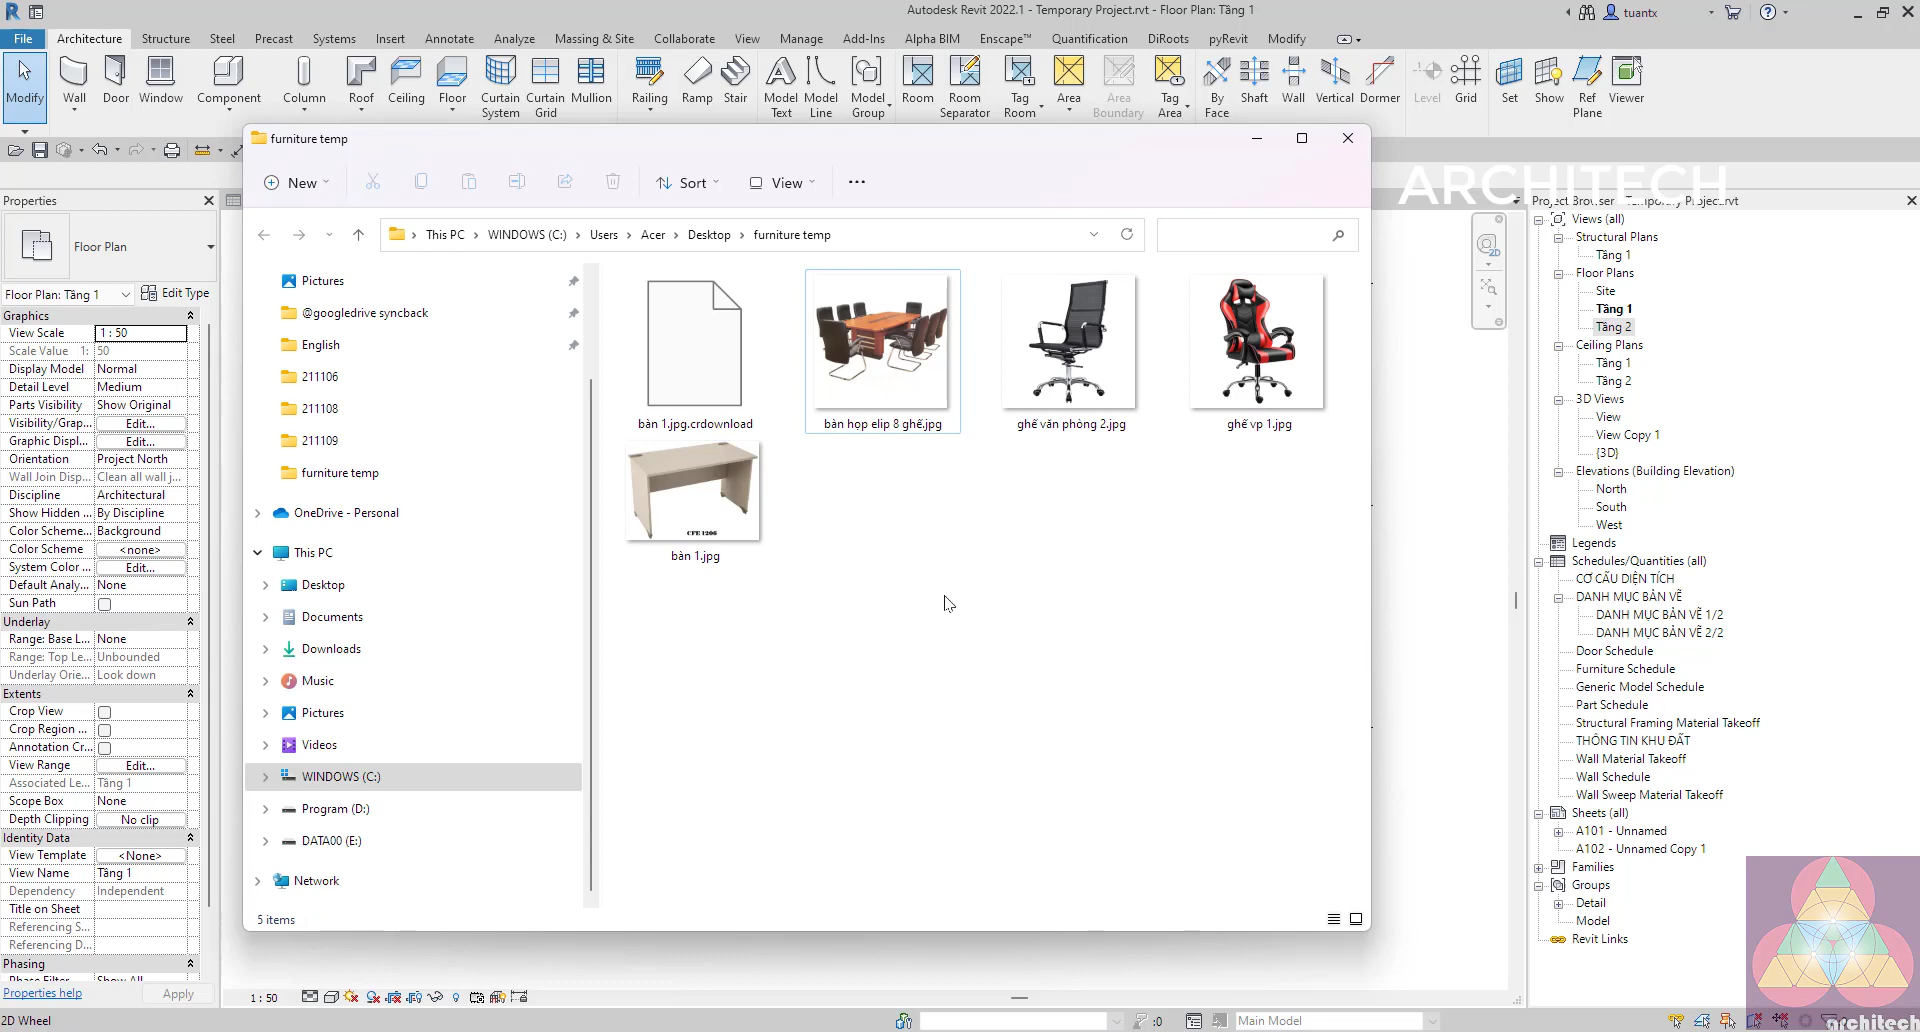 Autodesk Revit 2022.1 - Temporary Project.rvt - Floor Plan: Tầng 1
tuantx
File Architecture Structure Steel Precast Systems Insert Annotate Analyze Massing & Site Collaborate View Manage Add-Ins Alpha BIM Enscape™ Quantification DiRoots pyRevit Modify
Modify Wall Door Window Component Column Roof Ceiling Floor Curtain System Curtain Grid Mullion Railing Ramp Stair Model Text Model Line Model Group Room Room Separator Tag Room Area Area Boundary Tag Area By Face Shaft Wall Vertical Dormer Level Grid Set Show Ref Plane Viewer
furniture temp
New Sort View
This PC WINDOWS (C:) Users Acer Desktop furniture temp
Pictures
@googledrive syncback
English
211106
211108
211109
furniture temp
OneDrive - Personal
This PC
Desktop
Documents
Downloads
Music
Pictures
Videos
WINDOWS (C:)
Program (D:)
DATA00 (E:)
Network
5 items
bàn 1.jpg.crdownload
bàn họp elip 8 ghế.jpg
ghế văn phòng 2.jpg
ghế vp 1.jpg
CFE 1206
bàn 1.jpg
Properties
Floor Plan
Floor Plan: Tầng 1 Edit Type
Graphics
View Scale 1 : 50
Scale Value 1: 50
Display Model Normal
Detail Level Medium
Parts Visibility Show Original
Visibility/Grap... Edit...
Graphic Displ... Edit...
Orientation Project North
Wall Join Disp... Clean all wall j...
Discipline Architectural
Show Hidden ... By Discipline
Color Scheme... Background
Color Scheme <none>
System Color ... Edit...
Default Analy... None
Sun Path
Underlay
Range: Base L... None
Range: Top Le... Unbounded
Underlay Orie... Look down
Extents
Crop View
Crop Region ...
Annotation Cr...
View Range Edit...
Associated Le... Tầng 1
Scope Box None
Depth Clipping No clip
Identity Data
View Template <None>
View Name Tầng 1
Dependency Independent
Title on Sheet
Referencing S...
Referencing D...
Phasing
Phase Filter Show All
Properties help Apply
2D Wheel
1 : 50
:0 Main Model
2D
ARCHITECH
Project Browser - Temporary Project.rvt
Views (all)
Structural Plans
Tầng 1
Floor Plans
Site
Tầng 1
Tầng 2
Ceiling Plans
Tầng 1
Tầng 2
3D Views
View
View Copy 1
{3D}
Elevations (Building Elevation)
North
South
West
Legends
Schedules/Quantities (all)
CƠ CẤU DIỆN TÍCH
DANH MỤC BẢN VẼ
DANH MỤC BẢN VẼ 1/2
DANH MỤC BẢN VẼ 2/2
Door Schedule
Furniture Schedule
Generic Model Schedule
Part Schedule
Structural Framing Material Takeoff
THÔNG TIN KHU ĐẤT
Wall Material Takeoff
Wall Schedule
Wall Sweep Material Takeoff
Sheets (all)
A101 - Unnamed
A102 - Unnamed Copy 1
Families
Groups
Detail
Model
Revit Links
architech